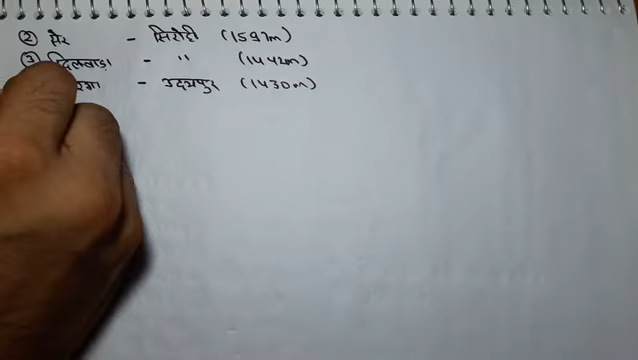 ② सेर - सिरोही (1597m)
③ दिलवाड़ा - " (1442m)
- उदयपुर (1430m)